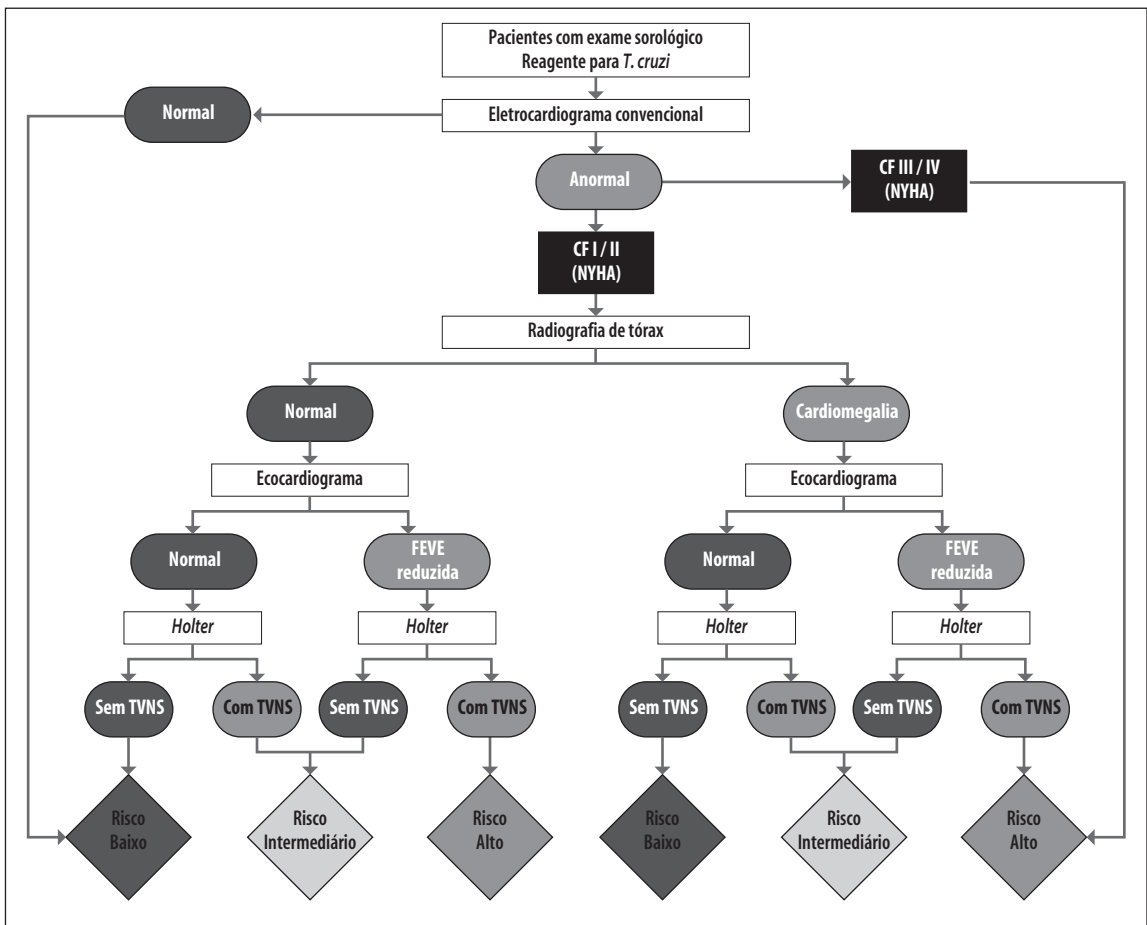 Pacientes com exame sorológico
Reagente para T. cruzi
Normal
Eletrocardiograma convencional
Anormal
CF III / IV
(NYHA)
CF I / II
(NYHA)
Radiografia de tórax
Normal
Cardiomegalia
Ecocardiograma
Ecocardiograma
Normal
FEVE
reduzida
Normal
FEVE
reduzida
Holter
Holter
Holter
Holter
Sem TVNS
Com TVNS
Sem TVNS
Com TVNS
Sem TVNS
Com TVNS
Sem TVNS
Com TVNS
Risco
Baixo
Risco
Intermediário
Risco
Alto
Risco
Baixo
Risco
Intermediário
Risco
Alto